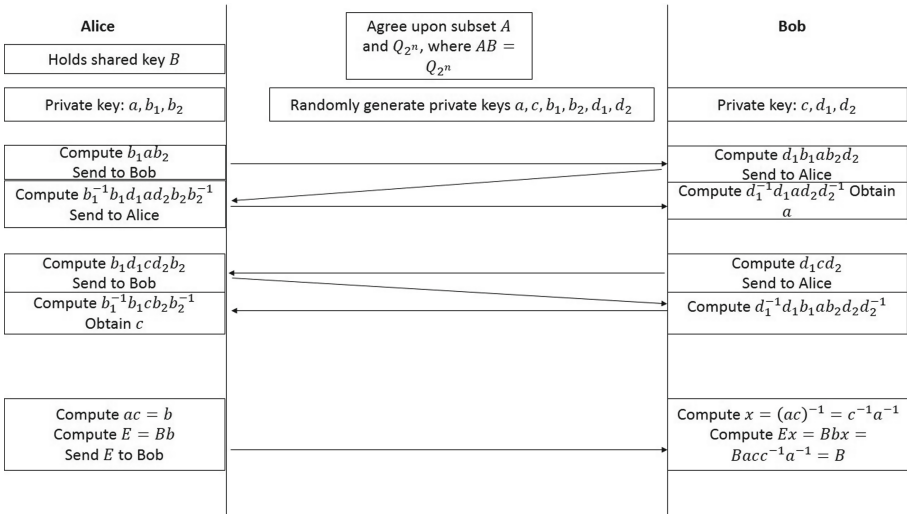 Alice
Agree upon subset A
and Q_{2^n}, where AB =
Q_{2^n}
Bob
Holds shared key B
Private key: a, b_1, b_2
Randomly generate private keys a, c, b_1, b_2, d_1, d_2
Private key: c, d_1, d_2
Compute b_1ab_2
Send to Bob
Compute d_1b_1ab_2d_2
Send to Alice
Compute b_1^{-1}b_1d_1ad_2b_2b_2^{-1}
Send to Alice
Compute d_1^{-1}d_1ad_2d_2^{-1} Obtain
a
Compute b_1d_1cd_2b_2
Send to Bob
Compute d_1cd_2
Send to Alice
Compute b_1^{-1}b_1cb_2b_2^{-1}
Obtain c
Compute d_1^{-1}d_1b_1ab_2d_2d_2^{-1}
Compute ac = b
Compute E = Bb
Send E to Bob
Compute x = (ac)^{-1} = c^{-1}a^{-1}
Compute Ex = Bbx =
Bacc^{-1}a^{-1} = B